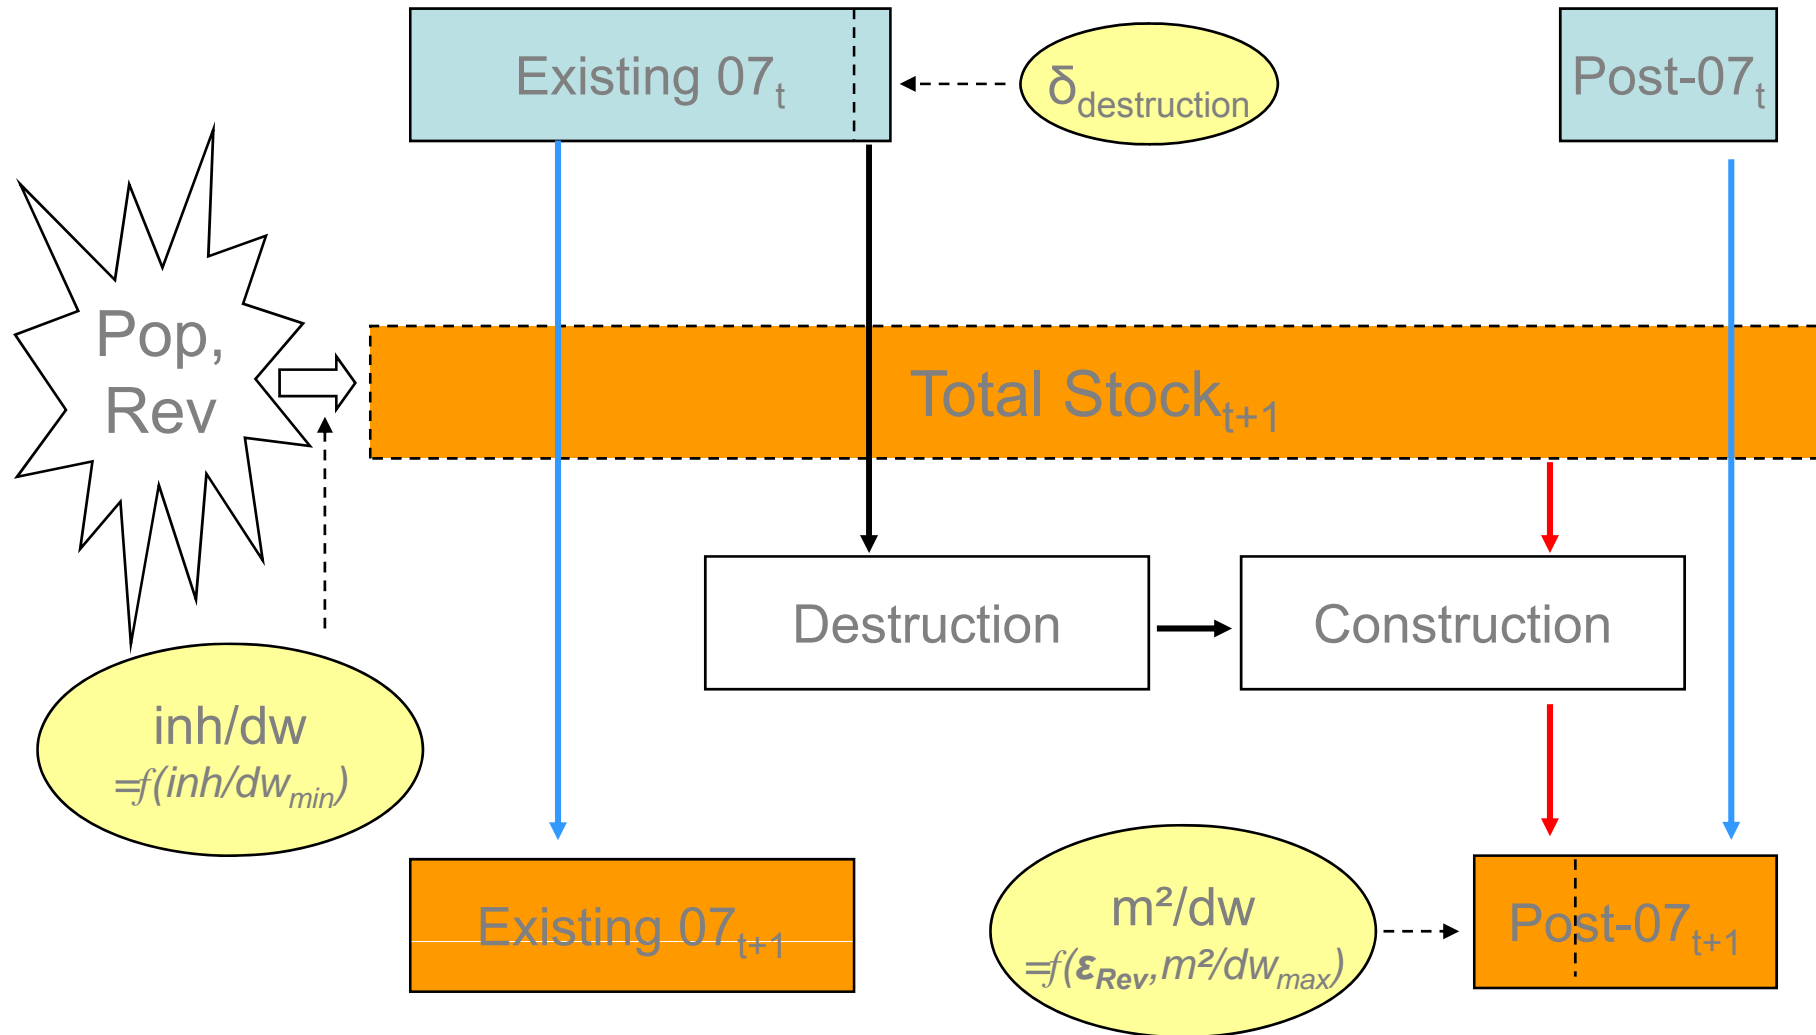 Existing 07t
δdestruction
Post-07t
Pop,
Rev
Total Stockt+1
Destruction
Construction
inh/dw
=f(inh/dwmin)
Existing 07t+1
m²/dw
=f(εRev,m²/dwmax)
Post-07t+1